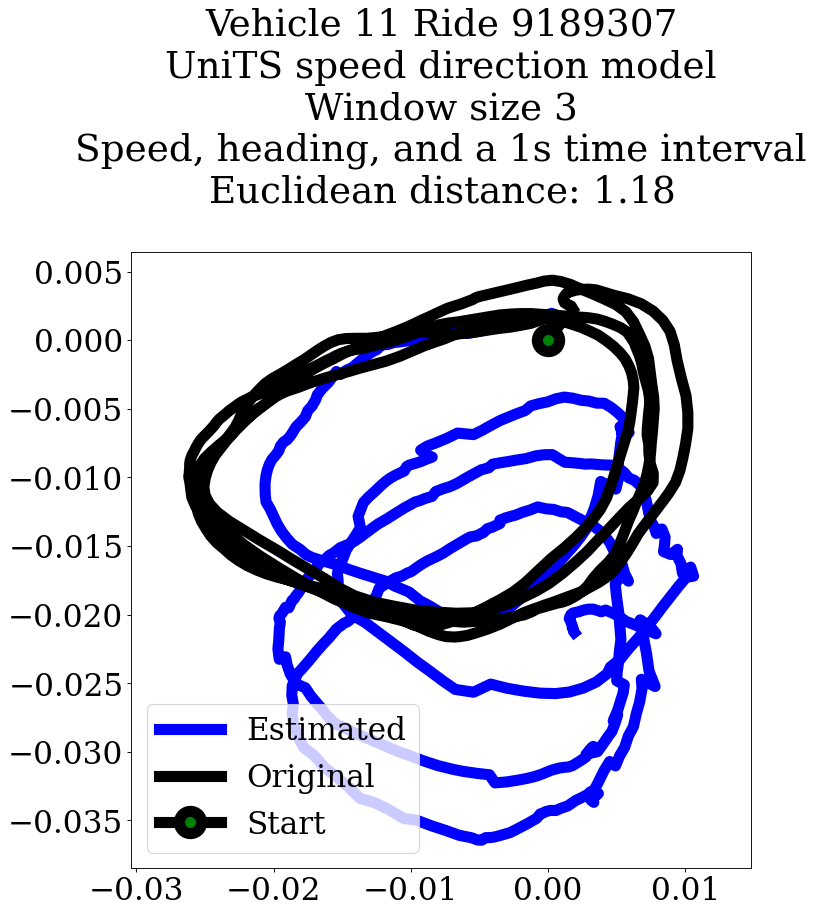 Vehicle 11 Ride 9189307
UniTS speed direction model
Window size 3
Speed, heading, and a 1s time interval
Euclidean distance: 1.18
0.005
0.000
−0.005
−0.010
−0.015
−0.020
−0.025
−0.030
−0.035
Estimated
Original
Start
−0.03 −0.02 −0.01 0.00 0.01